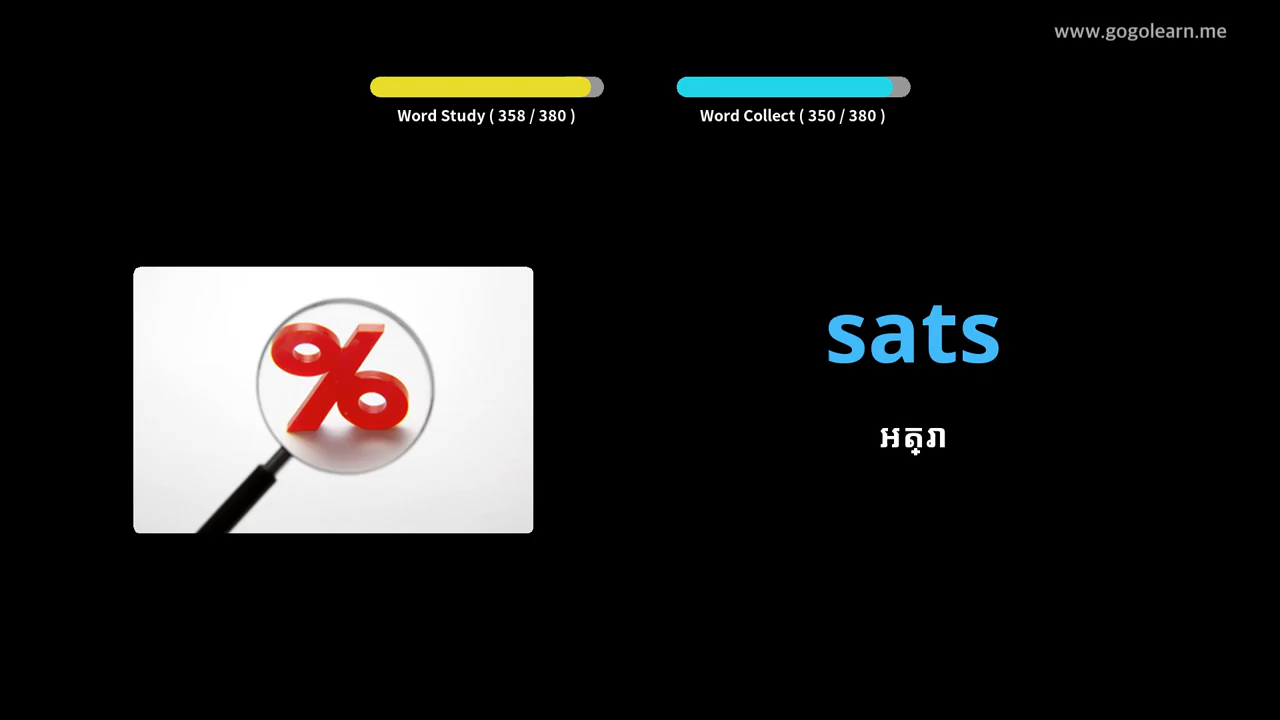 www.gogolearn.me
Word Study ( 358 / 380 )
Word Collect ( 350 / 380 )
%
sats
អត្រា